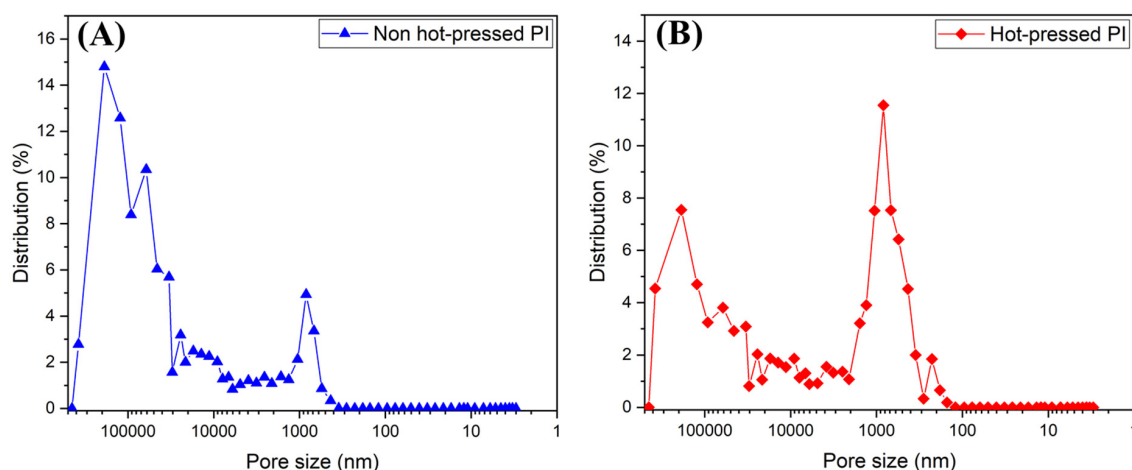 (A)
Non hot-pressed PI
16
14
12
10
8
6
4
2
0
Distribution (%)
100000 10000 1000 100 10 1
Pore size (nm)
(B)
Hot-pressed PI
14
12
10
8
6
4
2
0
Distribution (%)
100000 10000 1000 100 10 1
Pore size (nm)